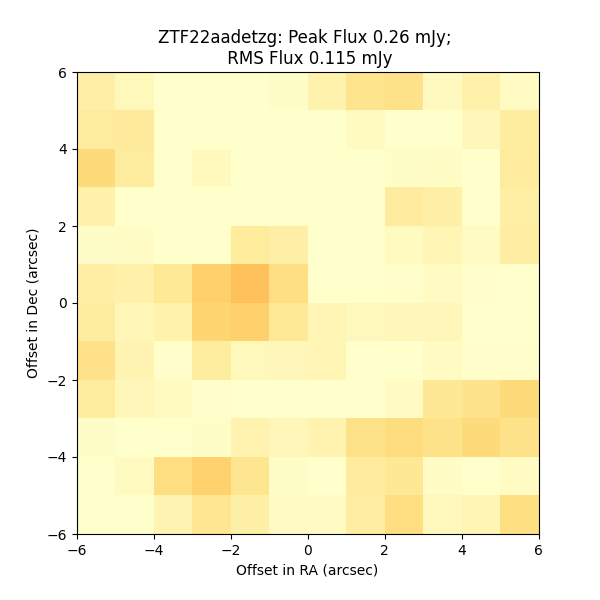 ZTF22aadetzg: Peak Flux 0.26 mJy;
RMS Flux 0.115 mJy
6
4
2
0
−2
−4
−6
Offset in Dec (arcsec)
−6 −4 −2 0 2 4 6
Offset in RA (arcsec)